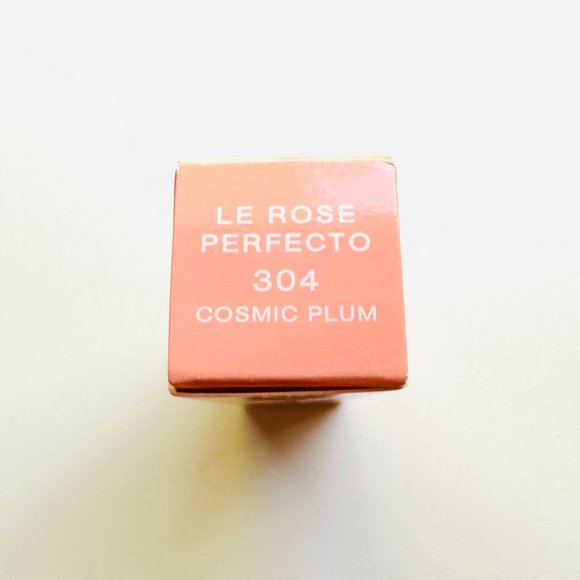 LE ROSE
PERFECTO
304
COSMIC PLUM